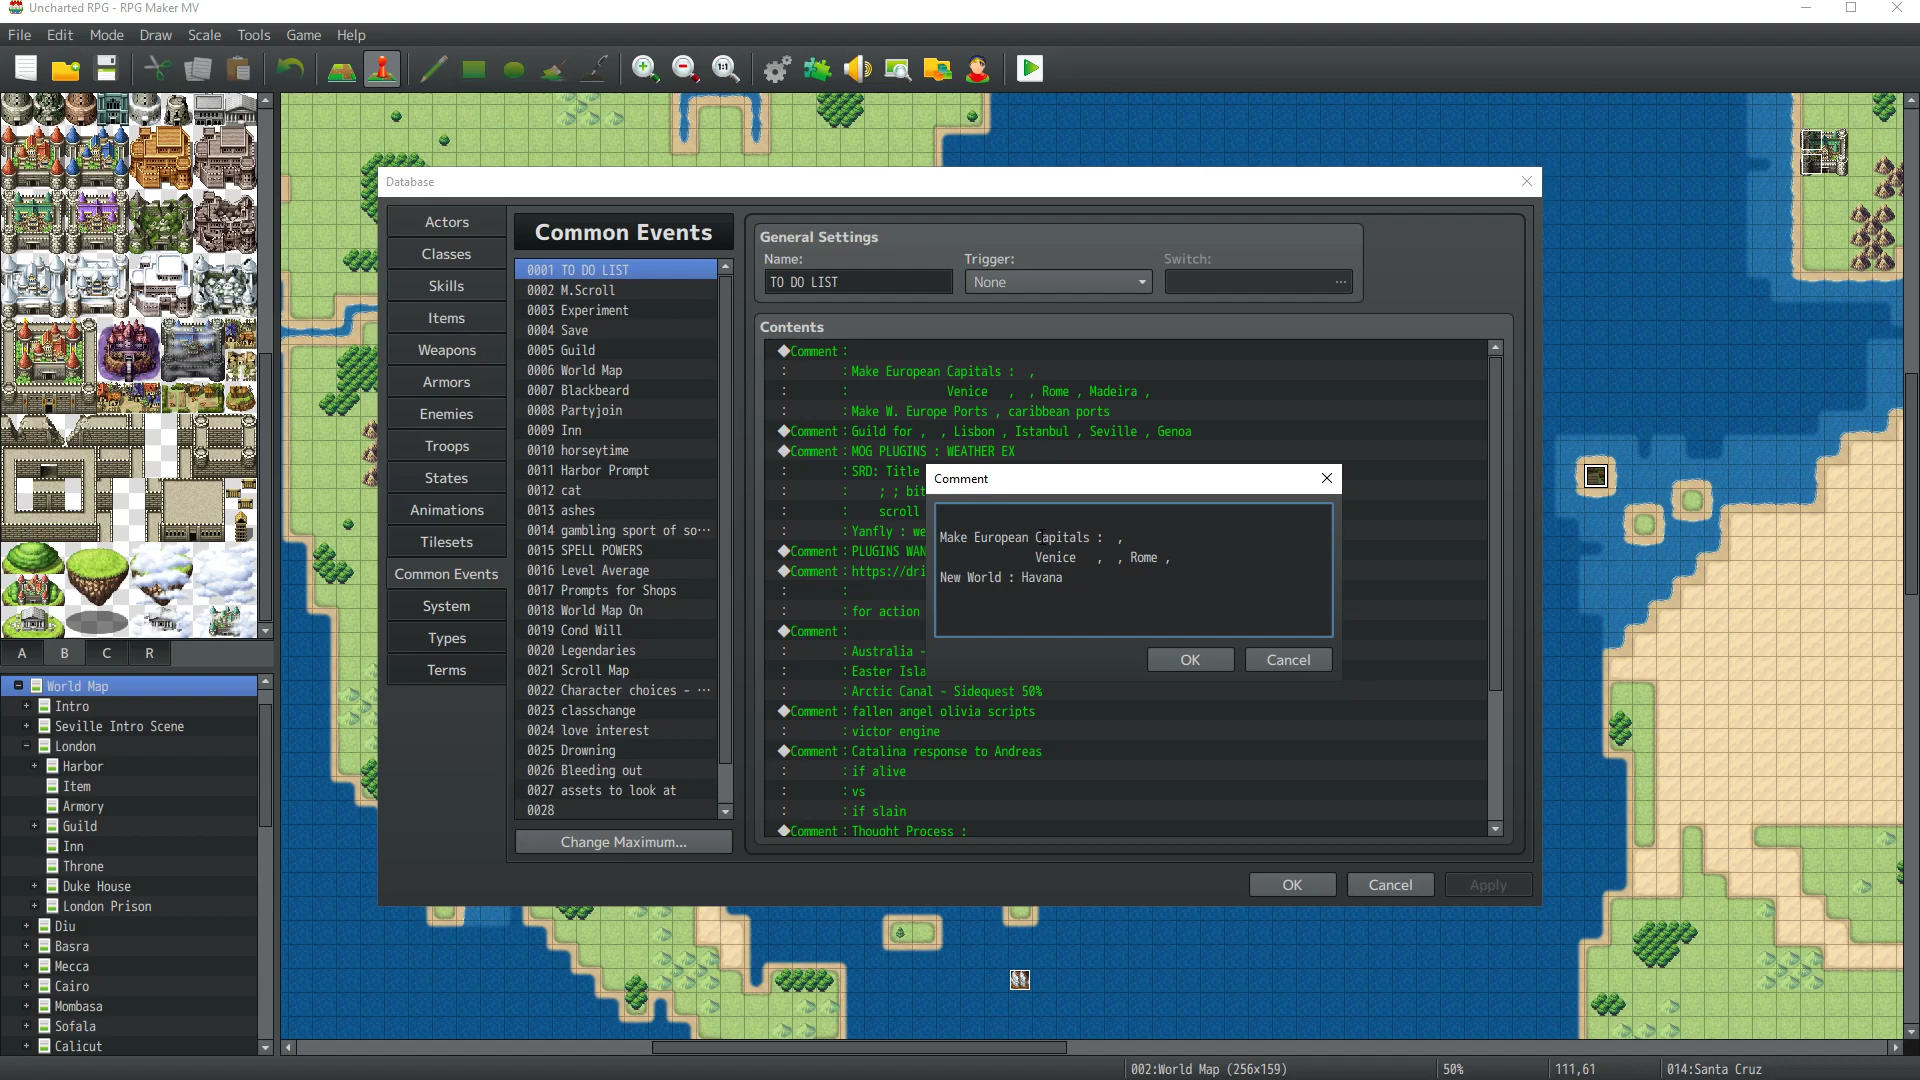 Uncharted RPG - RPG Maker MV
File Edit Mode Draw Scale Tools Game Help
1:1
A B C R
World Map
Intro
Seville Intro Scene
London
Harbor
Item
Armory
Guild
Inn
Throne
Duke House
London Prison
Diu
Basra
Mecca
Cairo
Mombasa
Sofala
Calicut
Database
Actors
Classes
Skills
Items
Weapons
Armors
Enemies
Troops
States
Animations
Tilesets
Common Events
System
Types
Terms
Common Events
0001 TO DO LIST
0002 M.Scroll
0003 Experiment
0004 Save
0005 Guild
0006 World Map
0007 Blackbeard
0008 Partyjoin
0009 Inn
0010 horseytime
0011 Harbor Prompt
0012 cat
0013 ashes
0014 gambling sport of so…
0015 SPELL POWERS
0016 Level Average
0017 Prompts for Shops
0018 World Map On
0019 Cond Will
0020 Legendaries
0021 Scroll Map
0022 Character choices - …
0023 classchange
0024 love interest
0025 Drowning
0026 Bleeding out
0027 assets to look at
0028
Change Maximum...
General Settings
Name: Trigger: Switch:
TO DO LIST None ...
Contents
◆Comment :
: : Make European Capitals : ,
: : Venice , , Rome , Madeira ,
: : Make W. Europe Ports , caribbean ports
◆Comment : Guild for , , Lisbon , Istanbul , Seville , Genoa
◆Comment : MOG PLUGINS : WEATHER EX
: : SRD: Title
: : ; ; bit
: : scroll
: : Yanfly : we
◆Comment : PLUGINS WAN
◆Comment : https://dri
: :
: : for action
◆Comment :
: : Australia -
: : Easter Isla
: : Arctic Canal - Sidequest 50%
◆Comment : fallen angel olivia scripts
: : victor engine
◆Comment : Catalina response to Andreas
: : if alive
: : vs
: : if slain
◆Comment : Thought Process :
Comment
Make European Capitals : ,
Venice , , Rome ,
New World : Havana
OK Cancel
OK Cancel Apply
002:World Map (256x159) 50% 111,61 014:Santa Cruz